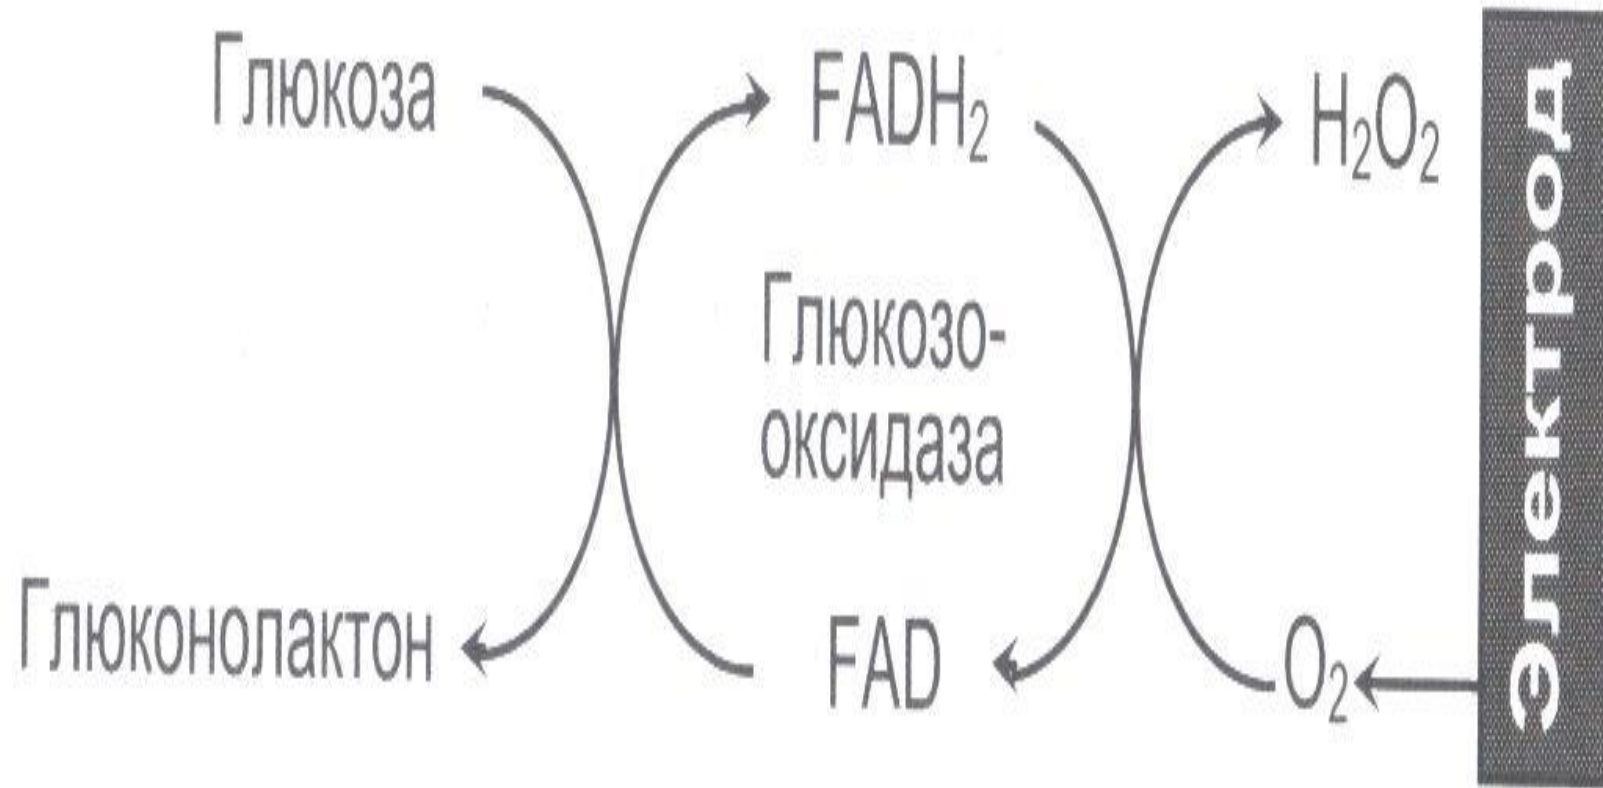 Глюкоза
FADH₂
H₂O₂
Глюкозо-
оксидаза
Глюконолактон
FAD
O₂
Электрод